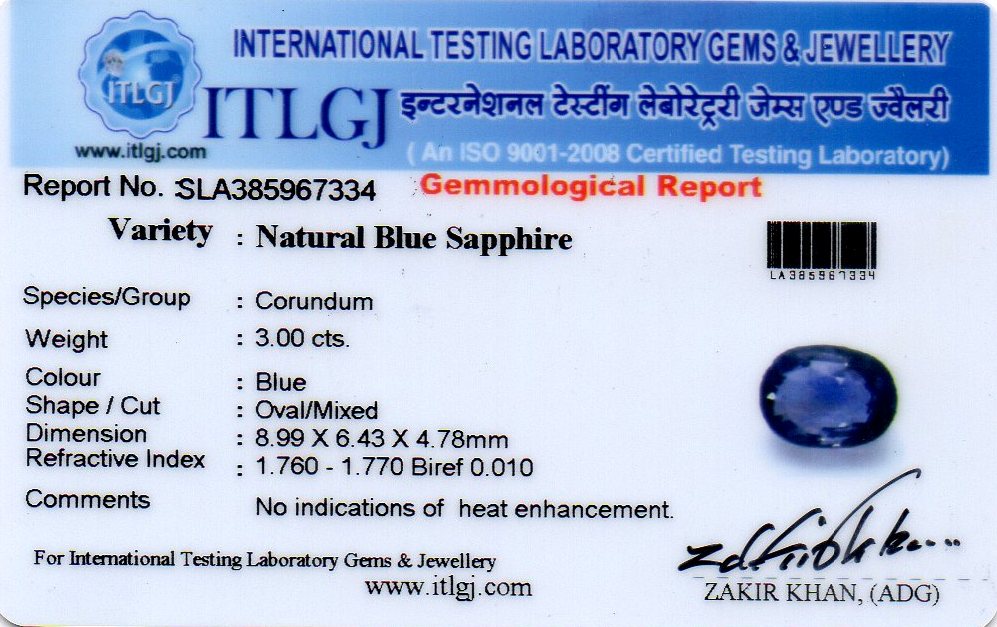 INTERNATIONAL TESTING LABORATORY GEMS & JEWELLERY
ITLGJ
ITLGJ इन्टरनेशनल टेस्टींग लेबोरेट्ररी जेम्स एण्ड ज्वैलरी
www.itlgj.com
( An ISO 9001-2008 Certified Testing Laboratory)
Report No. :SLA385967334
Gemmological Report
Variety : Natural Blue Sapphire
LA385967334
Species/Group : Corundum
Weight : 3.00 cts.
Colour : Blue
Shape / Cut : Oval/Mixed
Dimension : 8.99 X 6.43 X 4.78mm
Refractive Index : 1.760 - 1.770 Biref 0.010
Comments : No indications of heat enhancement.
For International Testing Laboratory Gems & Jewellery
www.itlgj.com
ZAKIR KHAN, (ADG)